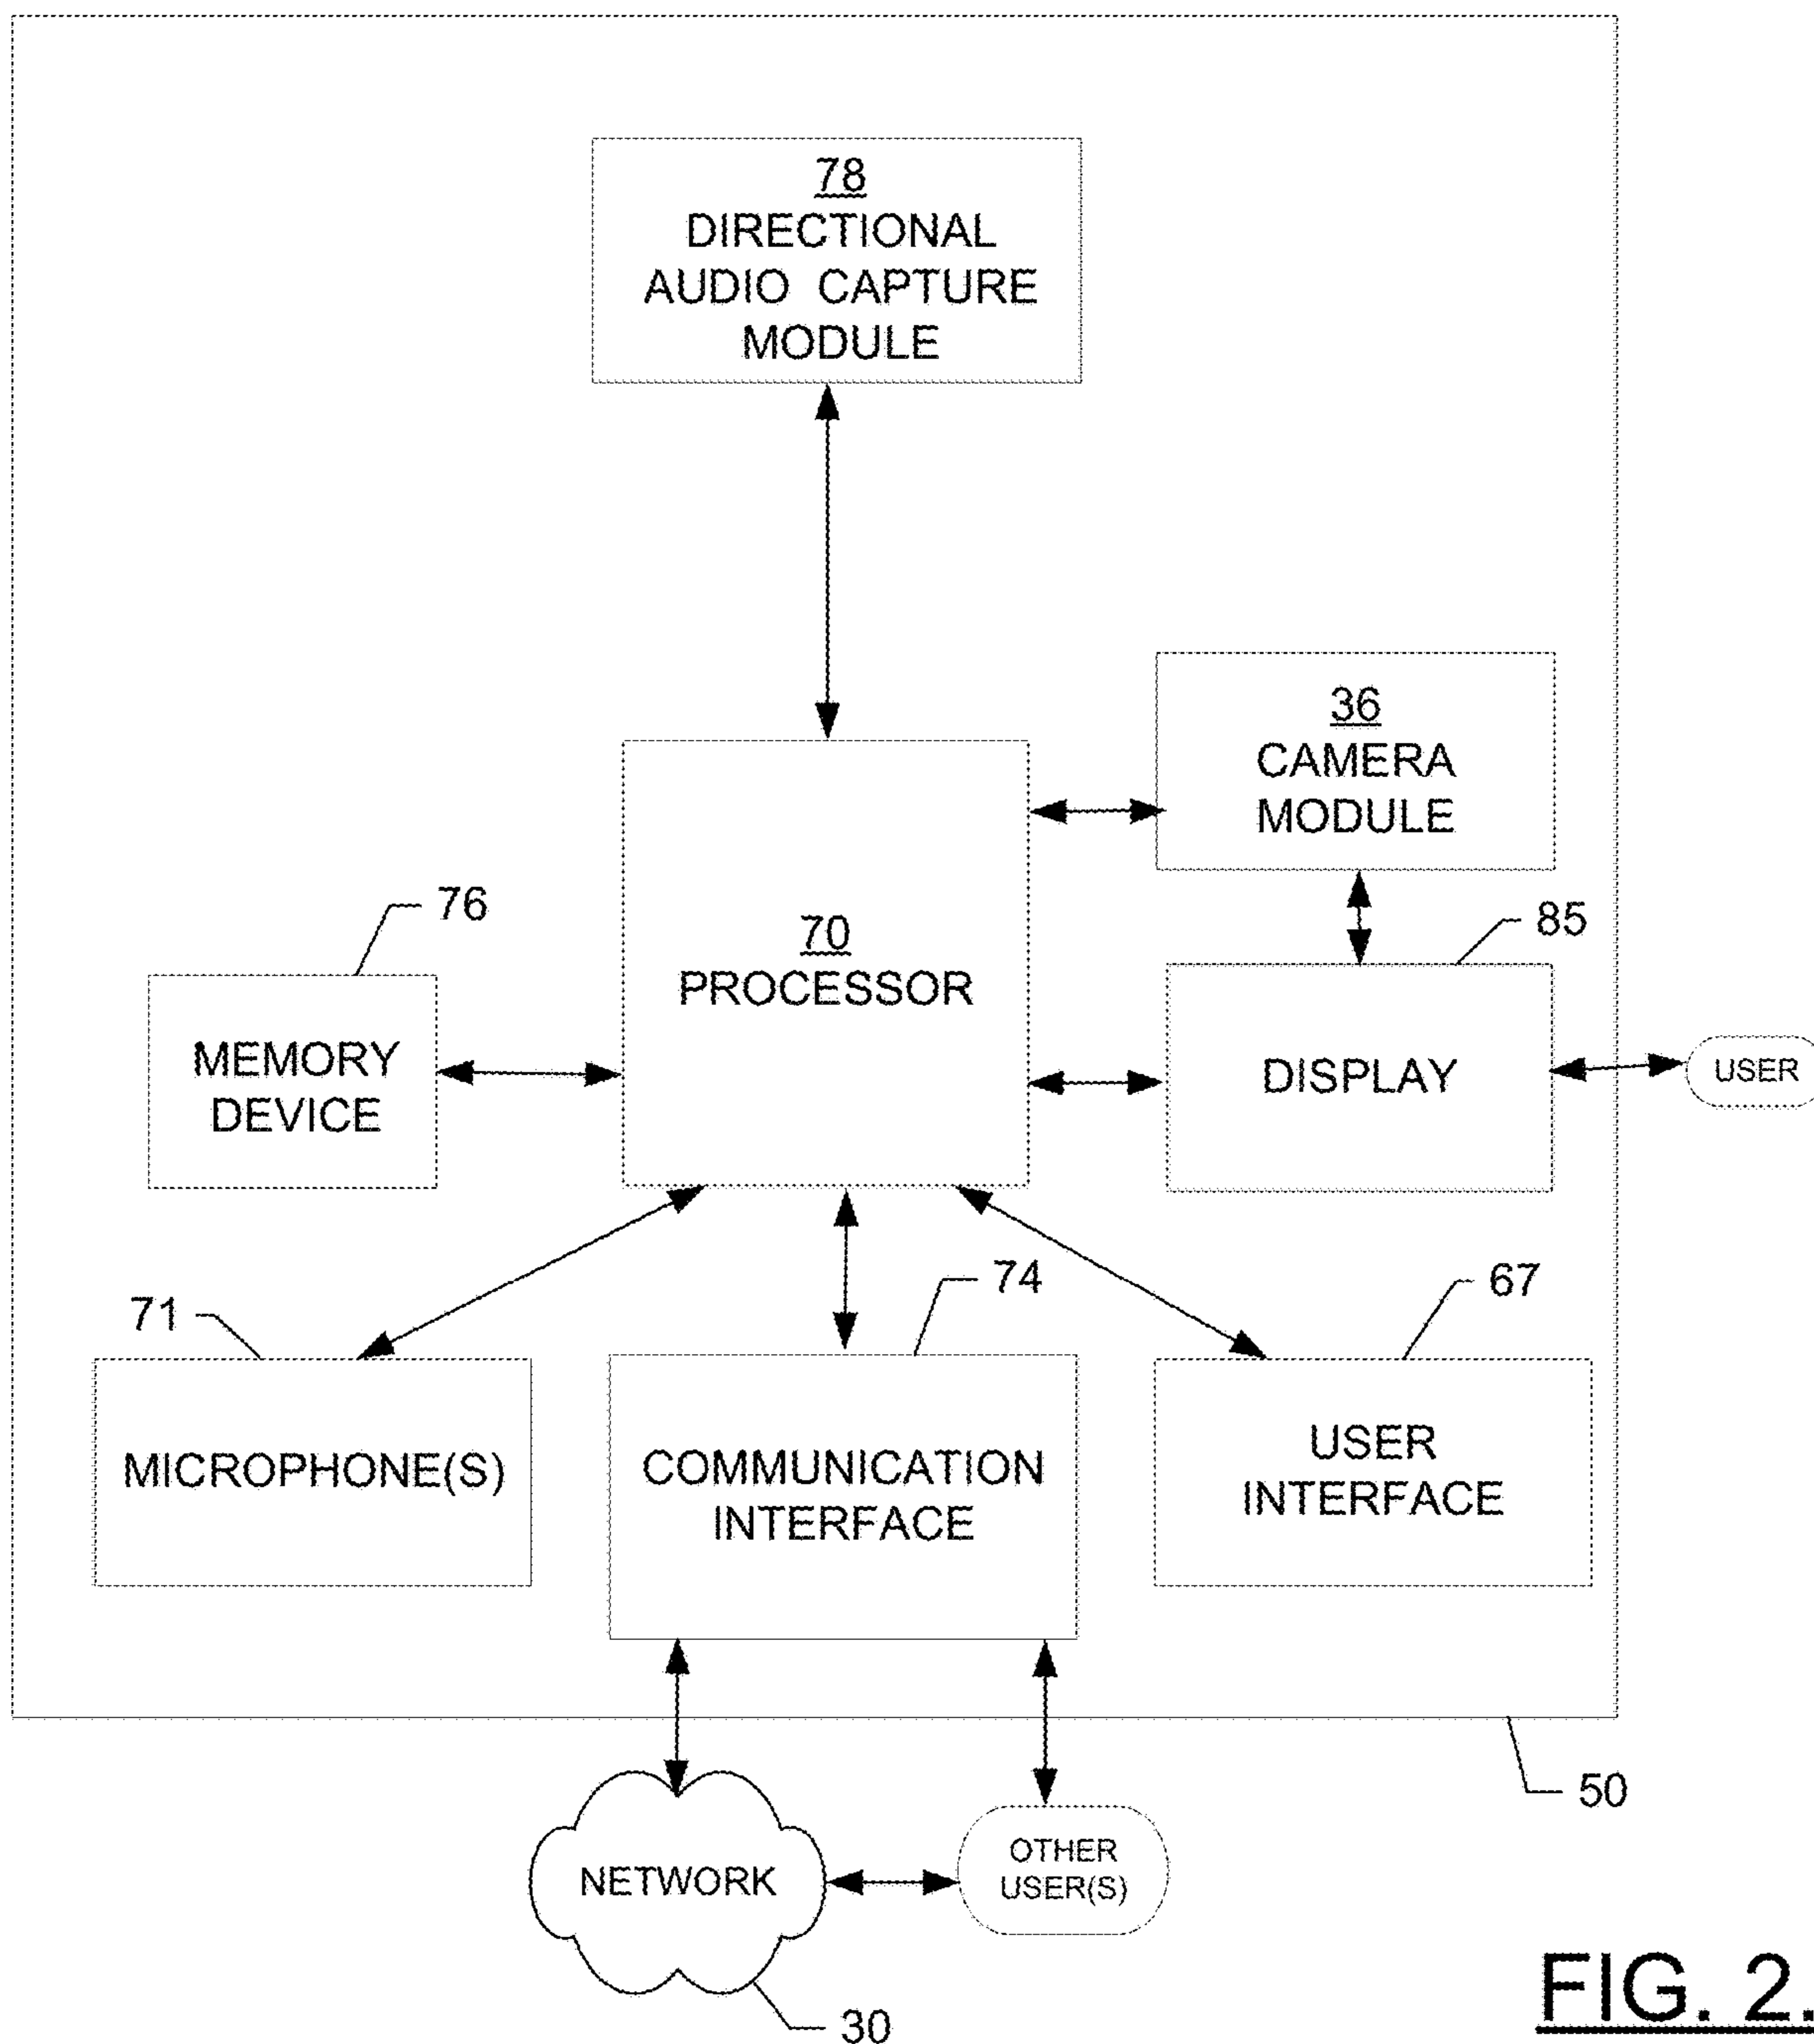 78
DIRECTIONAL
AUDIO CAPTURE
MODULE
36
CAMERA
MODULE
76
70
PROCESSOR
85
MEMORY
DEVICE
DISPLAY
USER
71
74
67
MICROPHONE(S)
COMMUNICATION
INTERFACE
USER
INTERFACE
50
NETWORK
OTHER
USER(S)
30
FIG. 2.